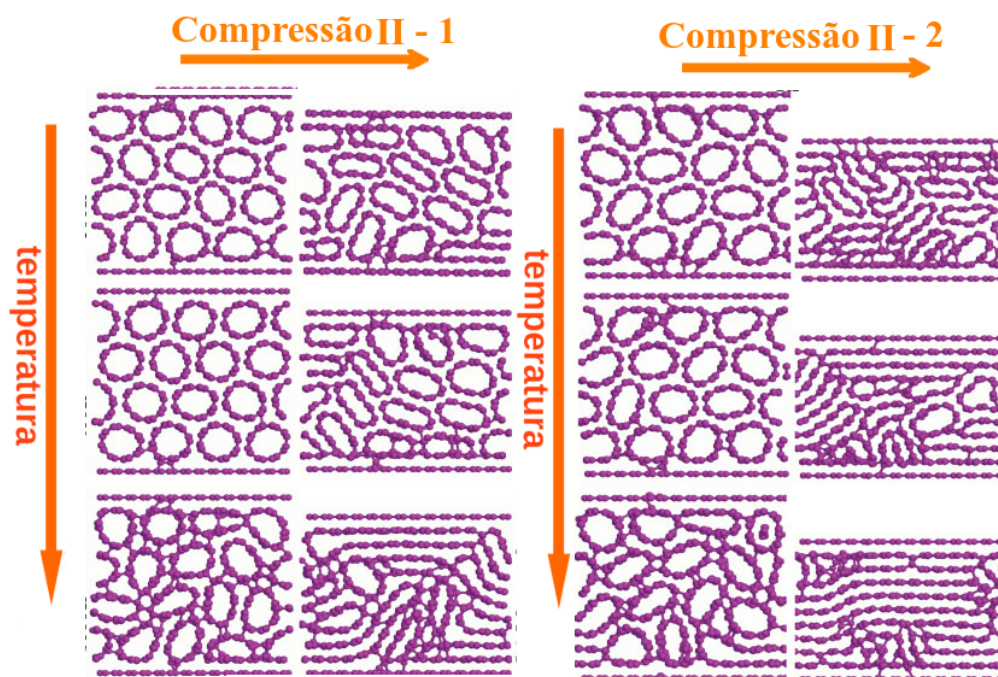 Compressão II - 1
Compressão II - 2
temperatura
temperatura